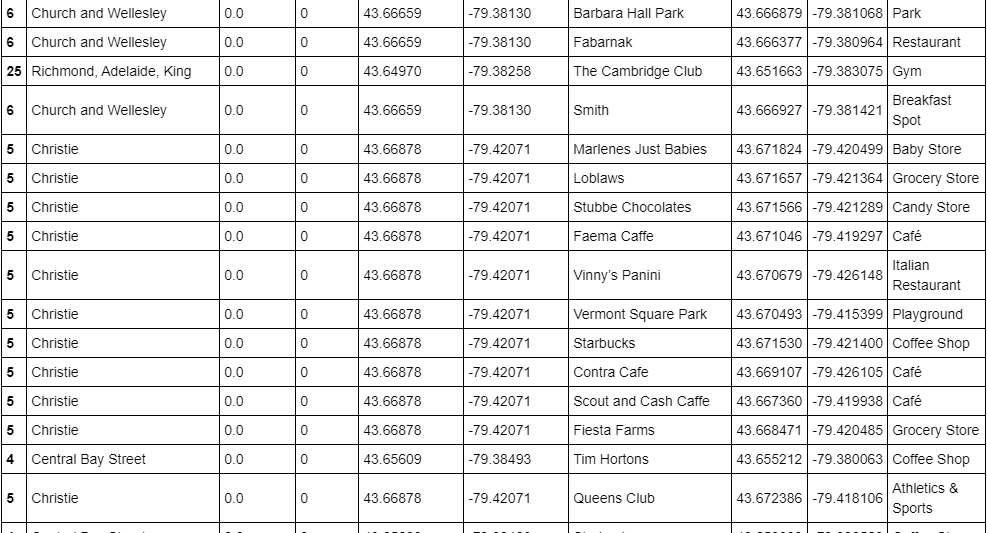 6 Church and Wellesley 0.0 0 43.66659 -79.38130 Barbara Hall Park 43.666879 -79.381068 Park
6 Church and Wellesley 0.0 0 43.66659 -79.38130 Fabarnak 43.666377 -79.380964 Restaurant
25 Richmond, Adelaide, King 0.0 0 43.64970 -79.38258 The Cambridge Club 43.651663 -79.383075 Gym
6 Church and Wellesley 0.0 0 43.66659 -79.38130 Smith 43.666927 -79.381421 Breakfast
Spot
5 Christie 0.0 0 43.66878 -79.42071 Marlenes Just Babies 43.671824 -79.420499 Baby Store
5 Christie 0.0 0 43.66878 -79.42071 Loblaws 43.671657 -79.421364 Grocery Store
5 Christie 0.0 0 43.66878 -79.42071 Stubbe Chocolates 43.671566 -79.421289 Candy Store
5 Christie 0.0 0 43.66878 -79.42071 Faema Caffe 43.671046 -79.419297 Café
5 Christie 0.0 0 43.66878 -79.42071 Vinny’s Panini 43.670679 -79.426148 Italian
Restaurant
5 Christie 0.0 0 43.66878 -79.42071 Vermont Square Park 43.670493 -79.415399 Playground
5 Christie 0.0 0 43.66878 -79.42071 Starbucks 43.671530 -79.421400 Coffee Shop
5 Christie 0.0 0 43.66878 -79.42071 Contra Cafe 43.669107 -79.426105 Café
5 Christie 0.0 0 43.66878 -79.42071 Scout and Cash Caffe 43.667360 -79.419938 Café
5 Christie 0.0 0 43.66878 -79.42071 Fiesta Farms 43.668471 -79.420485 Grocery Store
4 Central Bay Street 0.0 0 43.65609 -79.38493 Tim Hortons 43.655212 -79.380063 Coffee Shop
5 Christie 0.0 0 43.66878 -79.42071 Queens Club 43.672386 -79.418106 Athletics &
Sports